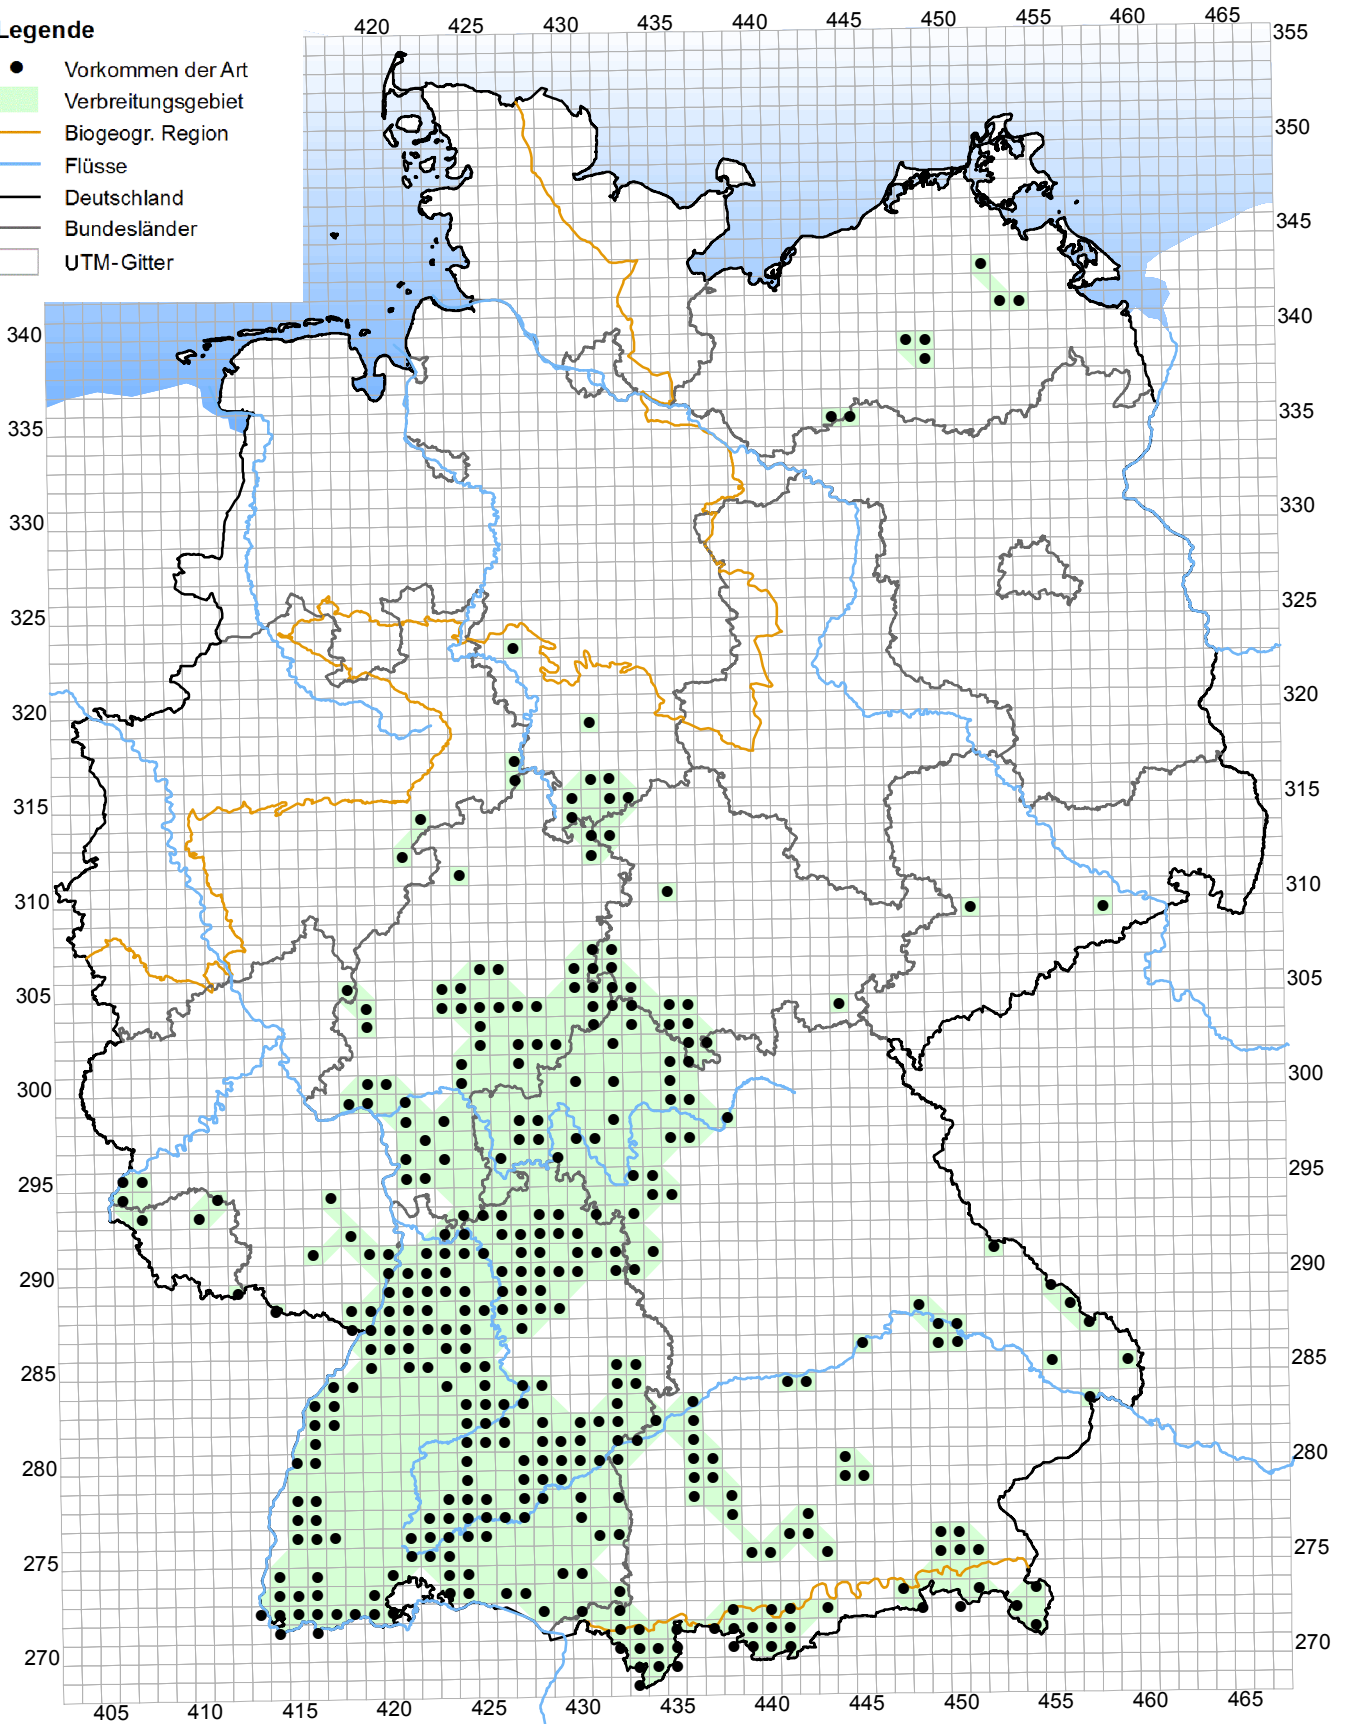 Legende
Vorkommen der Art
Verbreitungsgebiet
Biogeogr. Region
Flüsse
Deutschland
Bundesländer
UTM-Gitter
420 425 430 435 440 445 450 455 460 465
355
350
345
340 340
335 335
330 330
325 325
320 320
315 315
310 310
305 305
300 300
295 295
290 290
285 285
280 280
275 275
270 270
405 410 415 420 425 430 435 440 445 450 455 460 465